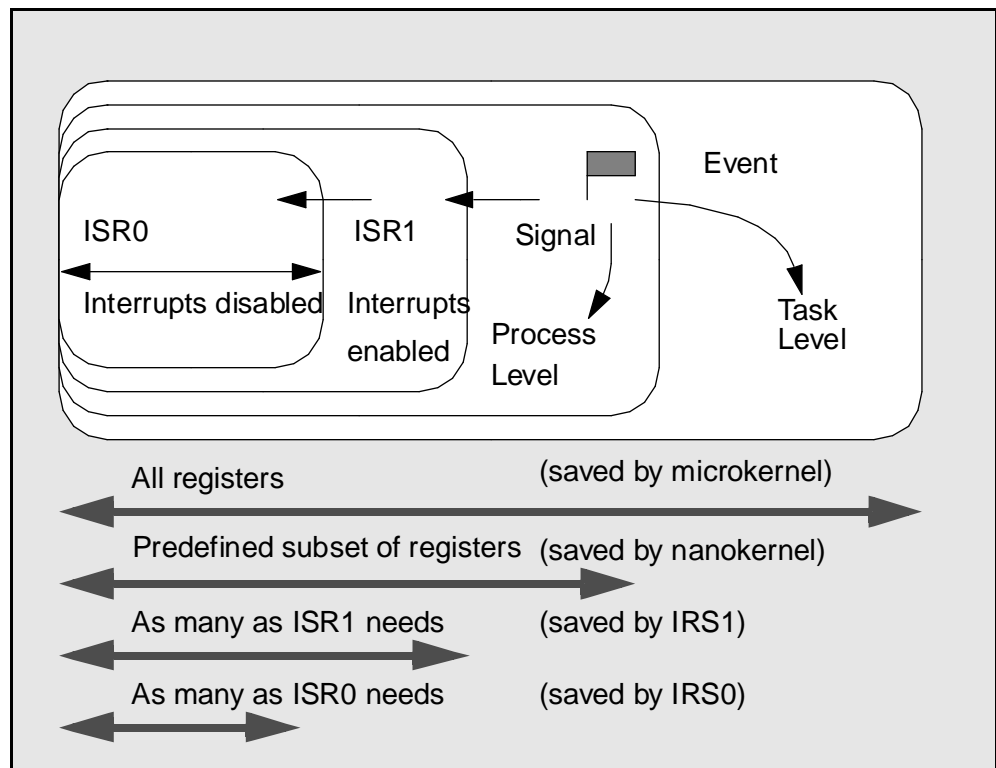 Event
ISR0
ISR1
Signal
Interrupts disabled
Interrupts
enabled
Process
Level
Task
Level
All registers (saved by microkernel)
Predefined subset of registers (saved by nanokernel)
As many as ISR1 needs (saved by IRS1)
As many as ISR0 needs (saved by IRS0)